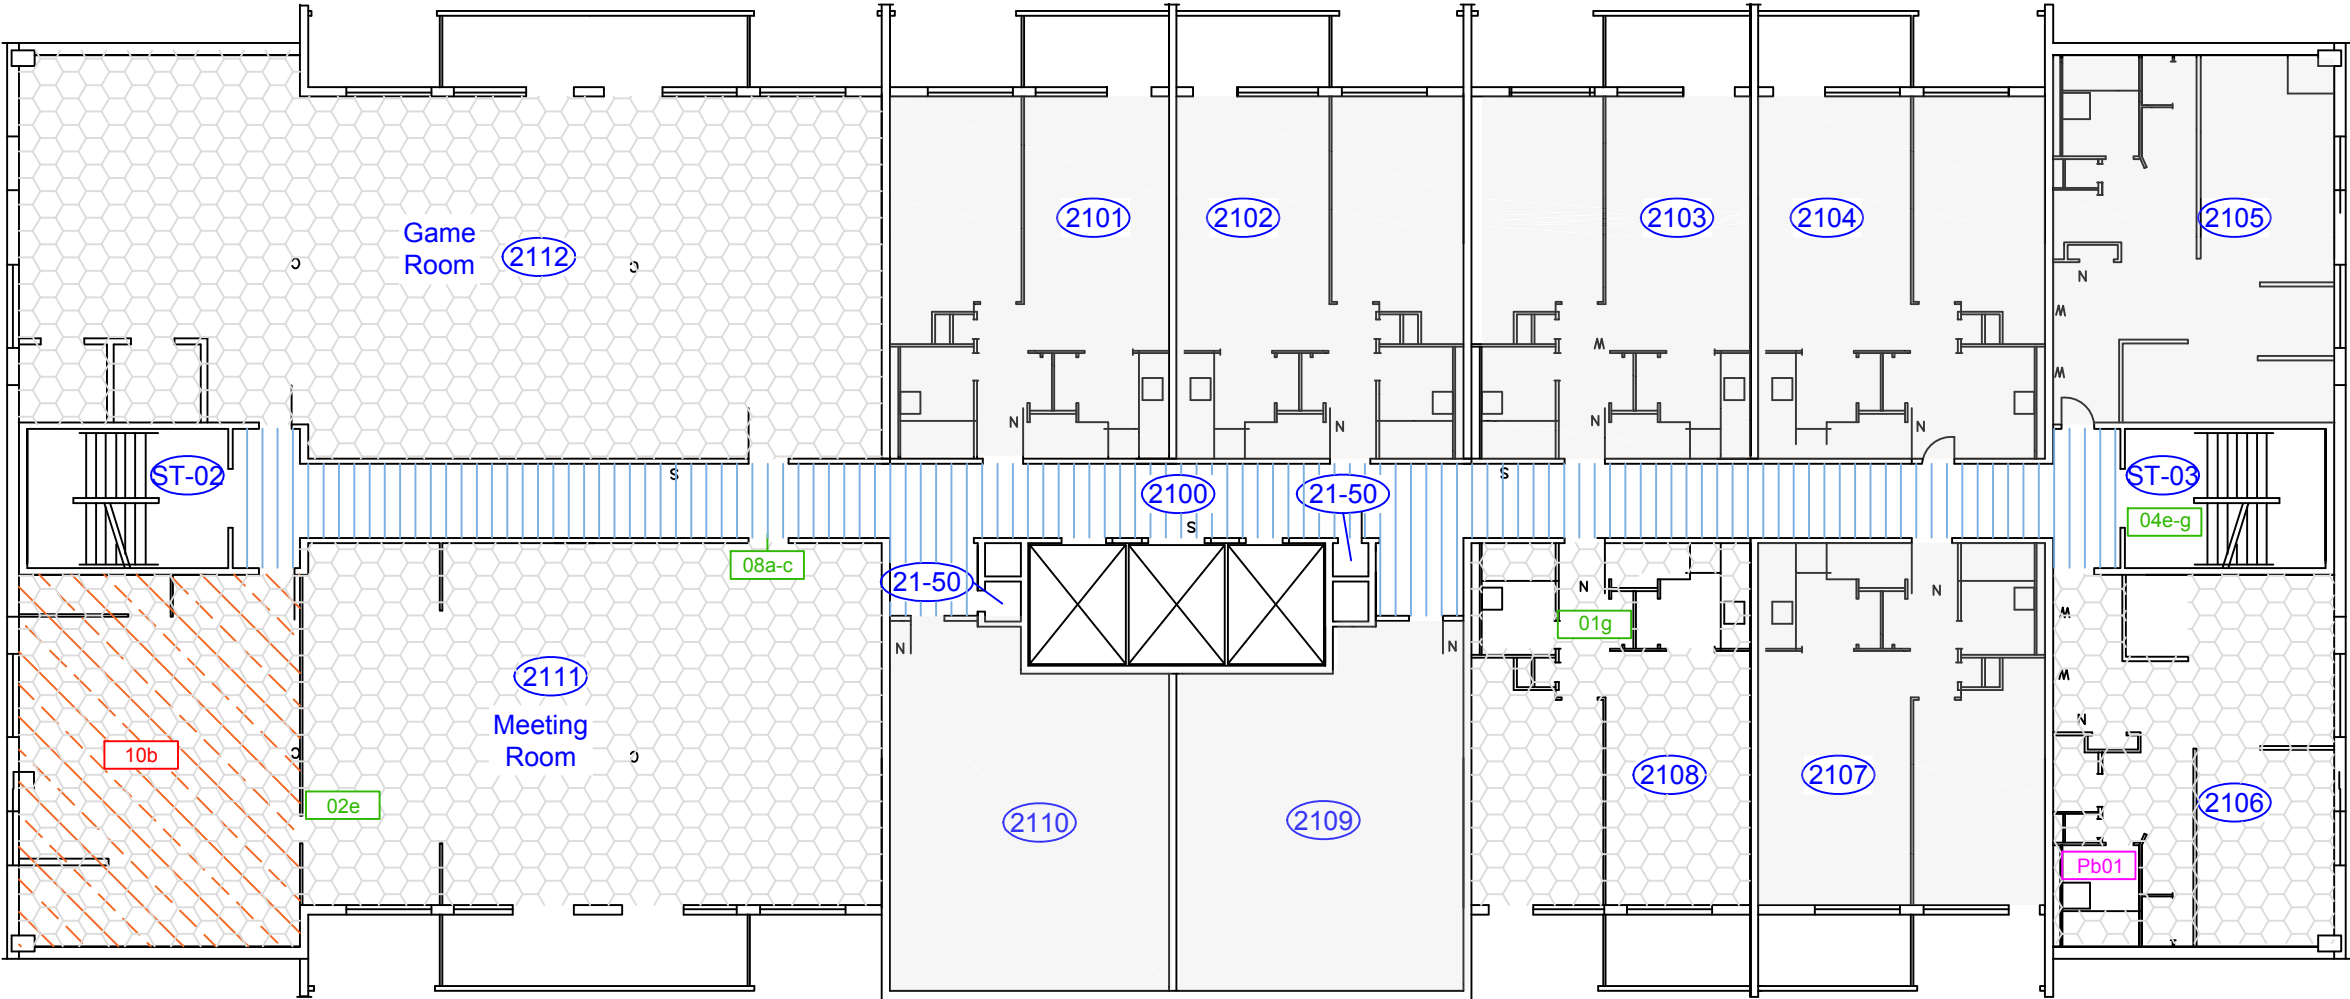 2101
2102
2103
2104
2105
Game
Room
2112
C
O
N
W
W
W
N
N
N
N
N
ST-02
S
2100
S
21-50
S
ST-03
04e-g
08a-c
21-50
N
N
N
01g
N
W
W
N
2111
Meeting
Room
C
O
10b
02e
2110
2109
2108
2107
2106
Pb01